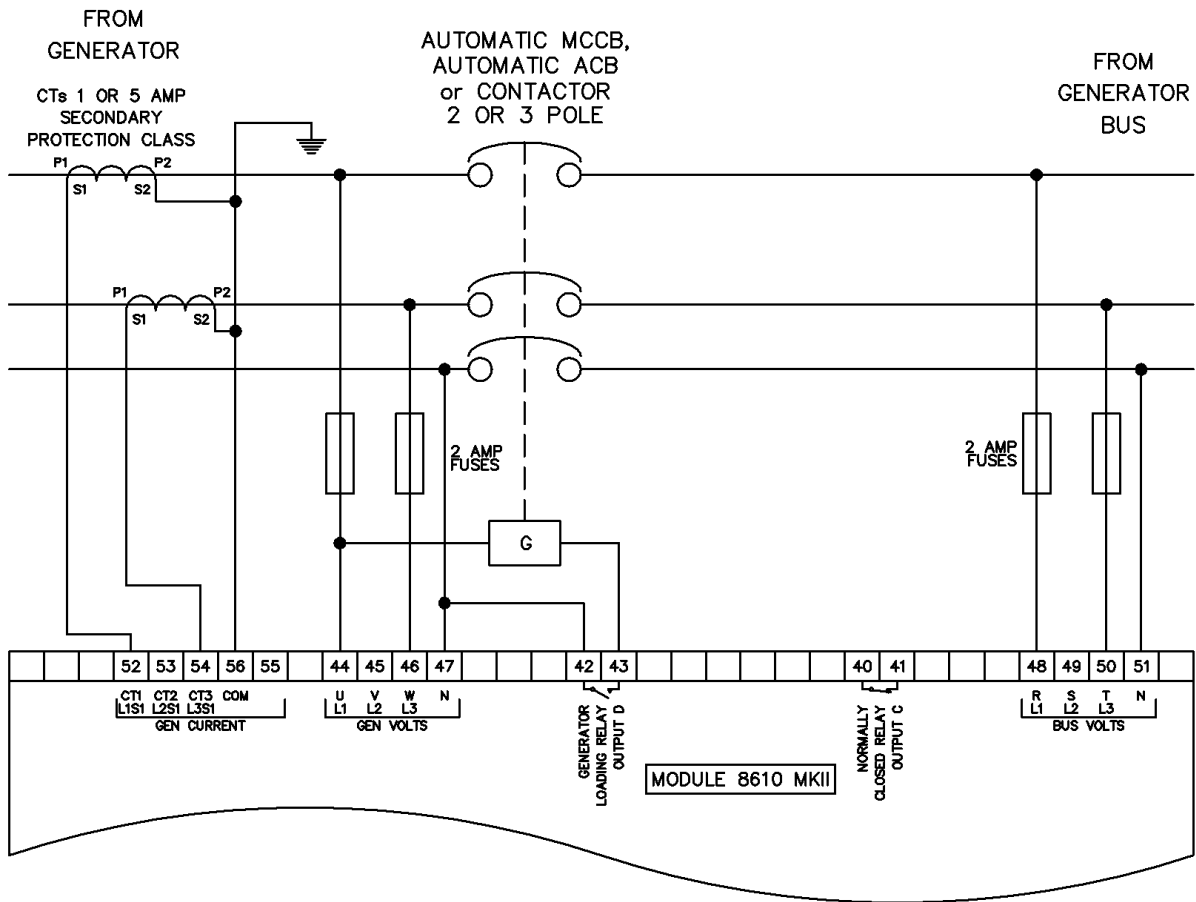 FROM
GENERATOR
CTs 1 OR 5 AMP
SECONDARY
PROTECTION CLASS
AUTOMATIC MCCB,
AUTOMATIC ACB
or CONTACTOR
2 OR 3 POLE
FROM
GENERATOR
BUS
P1 P2
S1 S2
P1 P2
S1 S2
2 AMP
FUSES
2 AMP
FUSES
G
52 53 54 56 55 44 45 46 47 42 43 40 41 48 49 50 51
CT1 CT2 CT3 COM
L1S1 L2S1 L3S1
GEN CURRENT
U V W N
L1 L2 L3
GEN VOLTS
GENERATOR
LOADING RELAY
OUTPUT D
NORMALLY
CLOSED RELAY
OUTPUT C
R S T N
L1 L2 L3
BUS VOLTS
MODULE 8610 MKII